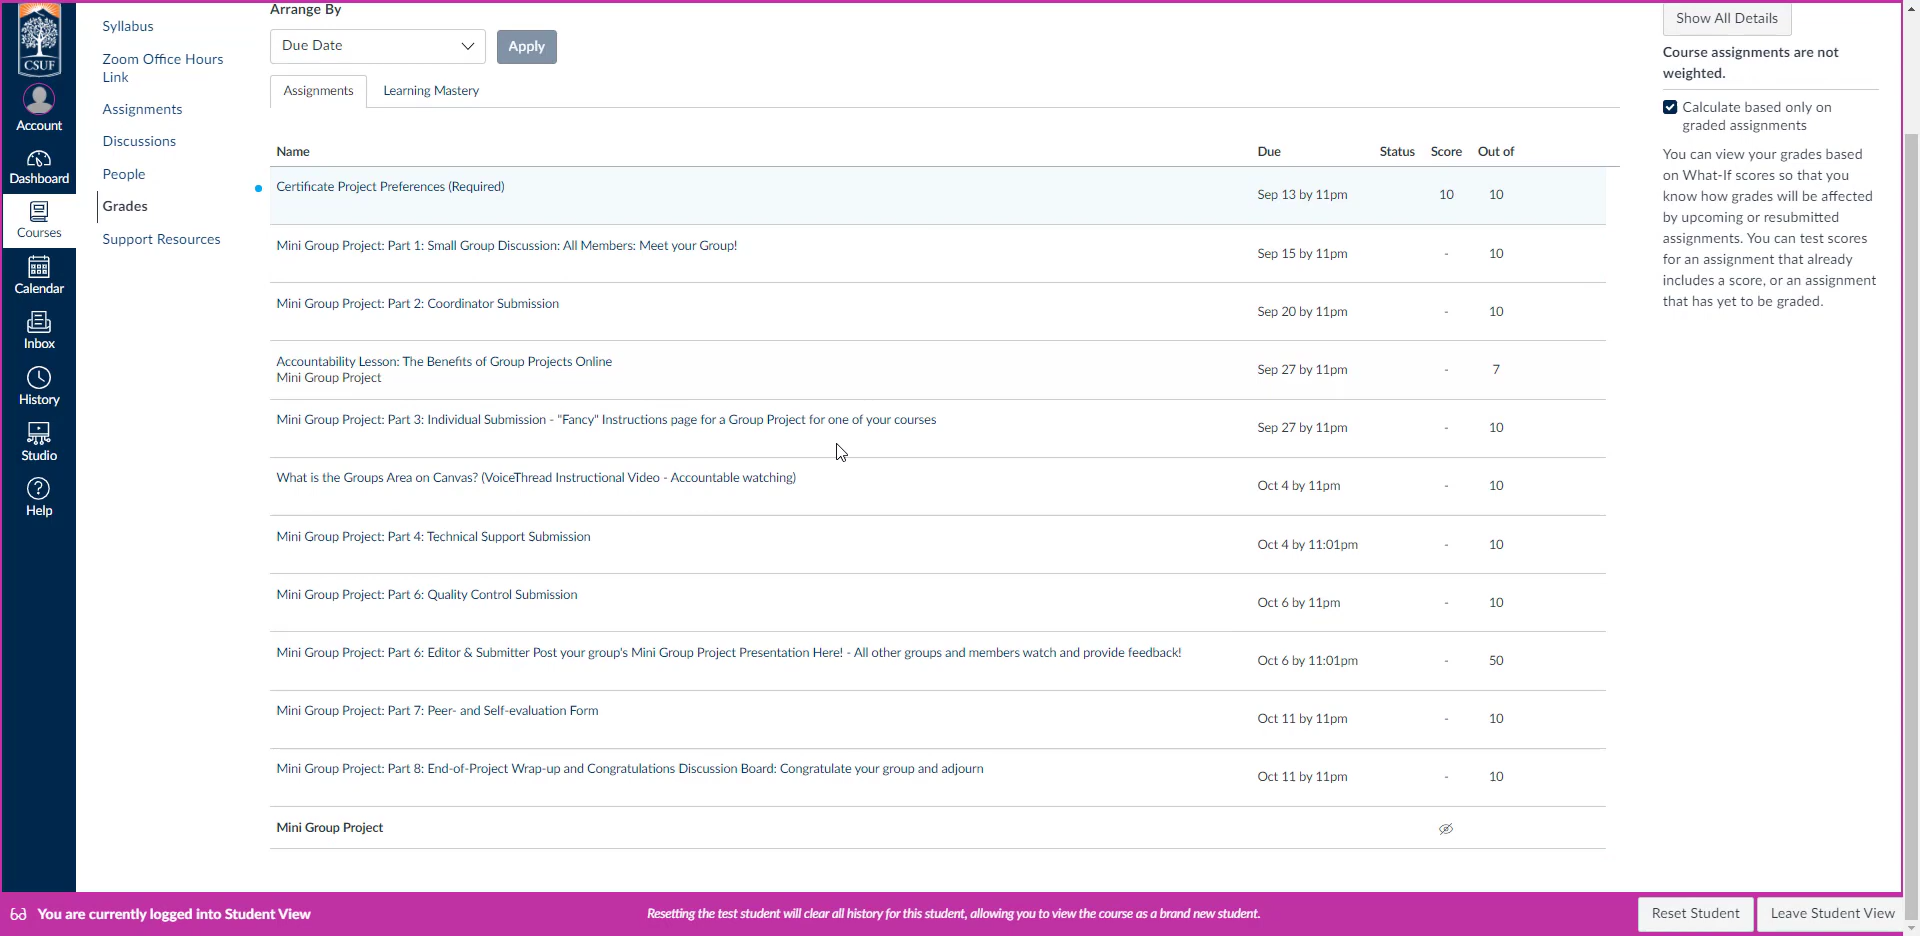 CSUF
Account
Dashboard
Courses
Calendar
Inbox
History
Studio
Help
Syllabus
Zoom Office Hours
Link
Assignments
Discussions
People
Grades
Support Resources
Arrange By
Due Date
Apply
Assignments Learning Mastery
Name Due Status Score Out of
Certificate Project Preferences (Required) Sep 13 by 11pm 10 10
Mini Group Project: Part 1: Small Group Discussion: All Members: Meet your Group! Sep 15 by 11pm - 10
Mini Group Project: Part 2: Coordinator Submission Sep 20 by 11pm - 10
Accountability Lesson: The Benefits of Group Projects Online Sep 27 by 11pm - 7
Mini Group Project
Mini Group Project: Part 3: Individual Submission - "Fancy" Instructions page for a Group Project for one of your courses Sep 27 by 11pm - 10
What is the Groups Area on Canvas? (VoiceThread Instructional Video - Accountable watching) Oct 4 by 11pm - 10
Mini Group Project: Part 4: Technical Support Submission Oct 4 by 11:01pm - 10
Mini Group Project: Part 6: Quality Control Submission Oct 6 by 11pm - 10
Mini Group Project: Part 6: Editor & Submitter Post your group's Mini Group Project Presentation Here! - All other groups and members watch and provide feedback! Oct 6 by 11:01pm - 50
Mini Group Project: Part 7: Peer- and Self-evaluation Form Oct 11 by 11pm - 10
Mini Group Project: Part 8: End-of-Project Wrap-up and Congratulations Discussion Board: Congratulate your group and adjourn Oct 11 by 11pm - 10
Mini Group Project
Show All Details
Course assignments are not
weighted.
Calculate based only on
graded assignments
You can view your grades based
on What-If scores so that you
know how grades will be affected
by upcoming or resubmitted
assignments. You can test scores
for an assignment that already
includes a score, or an assignment
that has yet to be graded.
You are currently logged into Student View
Resetting the test student will clear all history for this student, allowing you to view the course as a brand new student.
Reset Student
Leave Student View